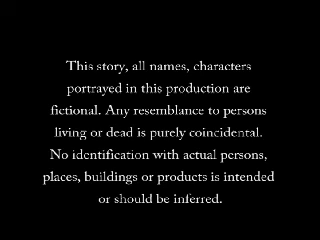 This story, all names, characters
portrayed in this production are
fictional. Any resemblance to persons
living or dead is purely coincidental.
No identification with actual persons,
places, buildings or products is intended
or should be inferred.